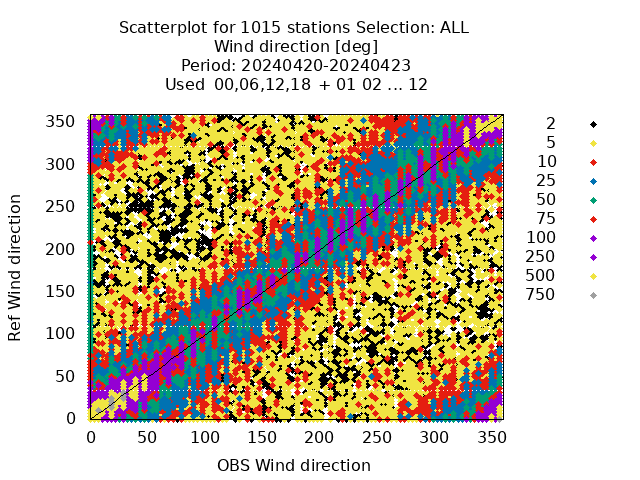 Scatterplot for 1015 stations Selection: ALL
Wind direction [deg]
Period: 20240420-20240423
Used 00,06,12,18 + 01 02 ... 12
Ref Wind direction
350
300
250
200
150
100
50
0
0 50 100 150 200 250 300 350
OBS Wind direction
2
5
10
25
50
75
100
250
500
750